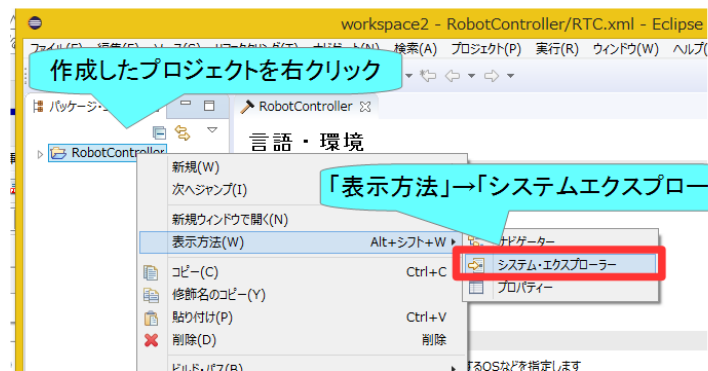 workspace2 - RobotController/RTC.xml - Eclipse
検索(A) プロジェクト(P) 実行(R) ウィンドウ(W) ヘルプ(
作成したプロジェクトを右クリック
パッケージ・
RobotController
言語・環境
RobotController
新規(W)
次へジャンプ(I)
「表示方法」→「システムエクスプロー
新規ウィンドウで開く(N)
表示方法(W) Alt+シフト+W
ナビゲーター
システム・エクスプローラー
プロパティー
コピー(C) Ctrl+C
修飾名のコピー(Y)
貼り付け(P) Ctrl+V
削除(D) 削除
ビルド・パス(B)
するOSなどを指定します